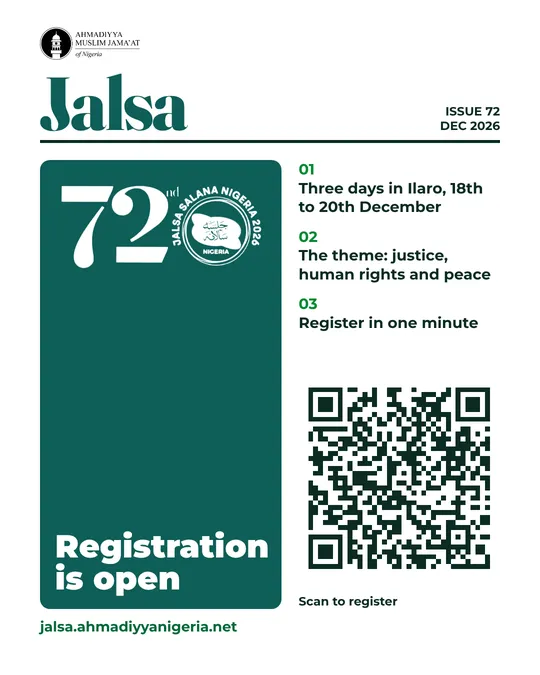 AHMADIYYA
MUSLIM JAMA'AT
of Nigeria
Jalsa
ISSUE 72
DEC 2026
72nd
JALSA SALANA NIGERIA 2026
جلسہ
سالانہ
NIGERIA
Registration
is open
01
Three days in Ilaro, 18th
to 20th December
02
The theme: justice,
human rights and peace
03
Register in one minute
Scan to register
jalsa.ahmadiyyanigeria.net